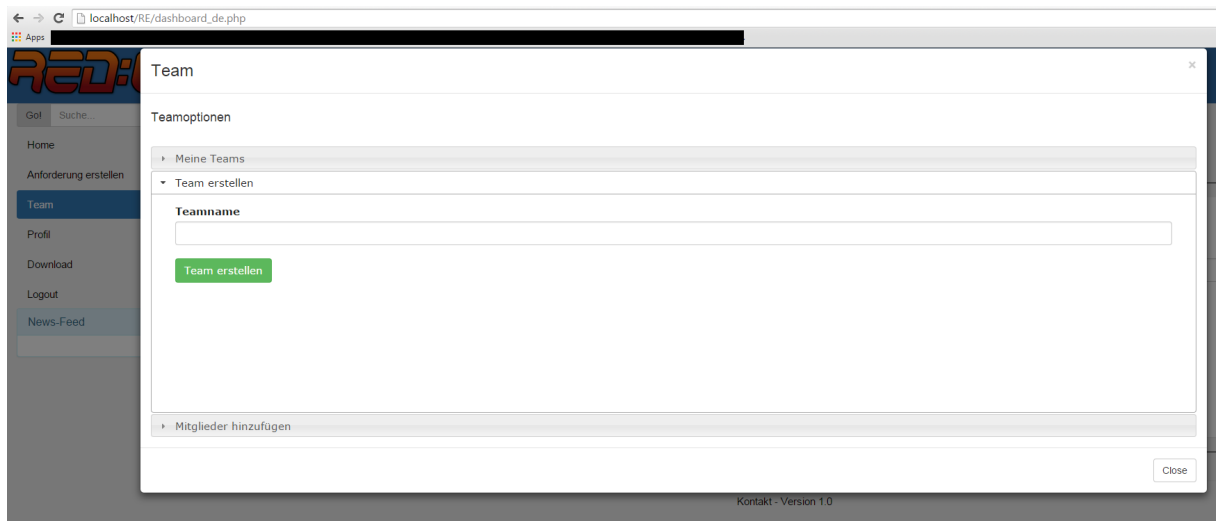 localhost/RE/dashboard_de.php
Apps
RED:
Team
×
Go!
Suche...
Teamoptionen
Home
Meine Teams
Anforderung erstellen
Team erstellen
Team
Teamname
Profil
Download
Team erstellen
Logout
News-Feed
Mitglieder hinzufügen
Close
Kontakt - Version 1.0